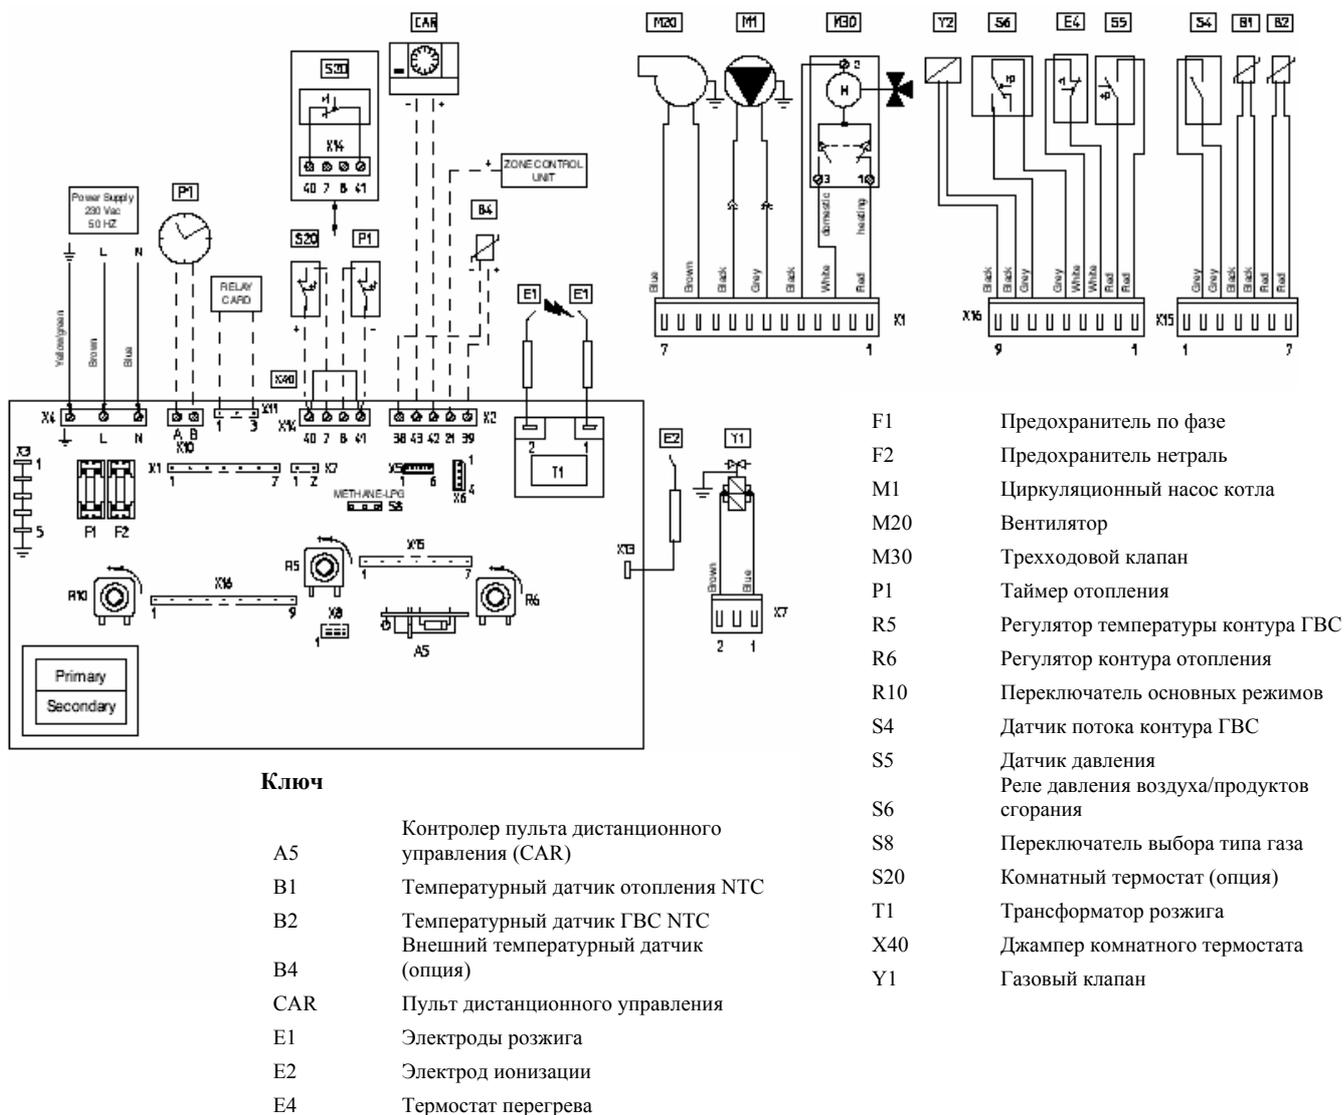 CAR
M20
M1
M30
Y2
S6
E4
S5
S4
B1
B2
S20
X14
40 7 8 41
Power Supply
230 Vac
50 HZ
P1
L
N
- +
+ ZONE CONTROL
UNIT
B4
- +
S20
P1
RELAY
CARD
E1
E1
+
-
Yellow/green
Brown
Blue
2
M
3
1
domestic
heating
Blue
Brown
Black
Grey
Black
White
Red
X1
7
1
Black
Black
Grey
Grey
White
White
Red
Red
X16
9
1
Grey
Grey
Black
Black
Red
Red
X15
1
7
X40
X4
L
N
A B
X10
X11
1 3
X14
40 7 8 41
X2
38 43 42 21 39
2
1
T1
E2
Y1
X3
1
5
X1
1
7
X7
1 2
X5
1 6
X6
1
4
METHANE-LPG
S8
F1
F2
R5
X15
1
7
R10
X16
1
9
X8
1
R6
A5
X13
Brown
Blue
X7
2 1
Primary
Secondary
F1 Предохранитель по фазе
F2 Предохранитель нетраль
M1 Циркуляционный насос котла
M20 Вентилятор
M30 Трехходовой клапан
P1 Таймер отопления
R5 Регулятор температуры контура ГВС
R6 Регулятор контура отопления
R10 Переключатель основных режимов
S4 Датчик потока контура ГВС
S5 Датчик давления
Реле давления воздуха/продуктов
S6 сгорания
S8 Переключатель выбора типа газа
S20 Комнатный термостат (опция)
T1 Трансформатор розжига
X40 Джампер комнатного термостата
Y1 Газовый клапан
Ключ
Контролер пульта дистанционного
A5 управления (CAR)
B1 Температурный датчик отопления NTC
B2 Температурный датчик ГВС NTC
Внешний температурный датчик
B4 (опция)
CAR Пульт дистанционного управления
E1 Электроды розжига
E2 Электрод ионизации
E4 Термостат перегрева